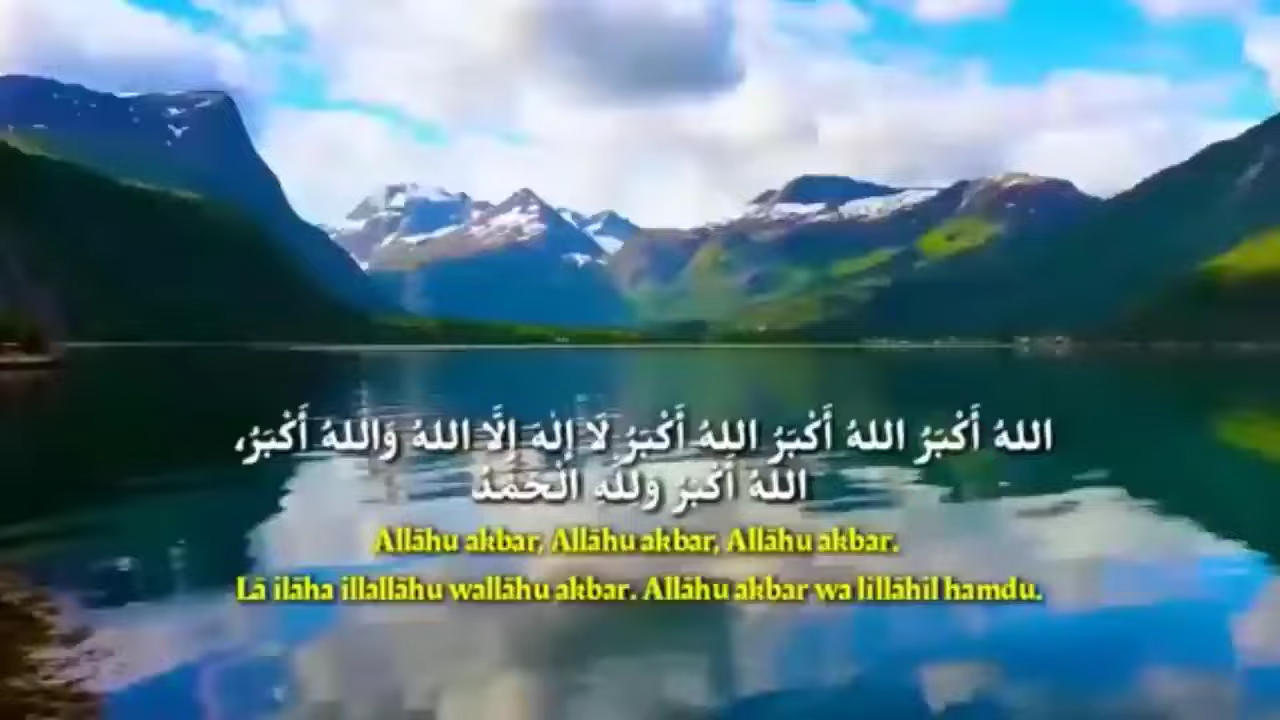 اللهُ أَكْبَرُ اللهُ أَكْبَرُ اللهُ أَكْبَرُ لَا إِلٰهَ إِلَّا اللهُ وَاللهُ أَكْبَرُ،
اللهُ أَكْبَرُ وَلِلّٰهِ الْحَمْدُ
Allāhu akbar, Allāhu akbar, Allāhu akbar.
Lā ilāha illallāhu wallāhu akbar. Allāhu akbar wa lillāhil hamdu.